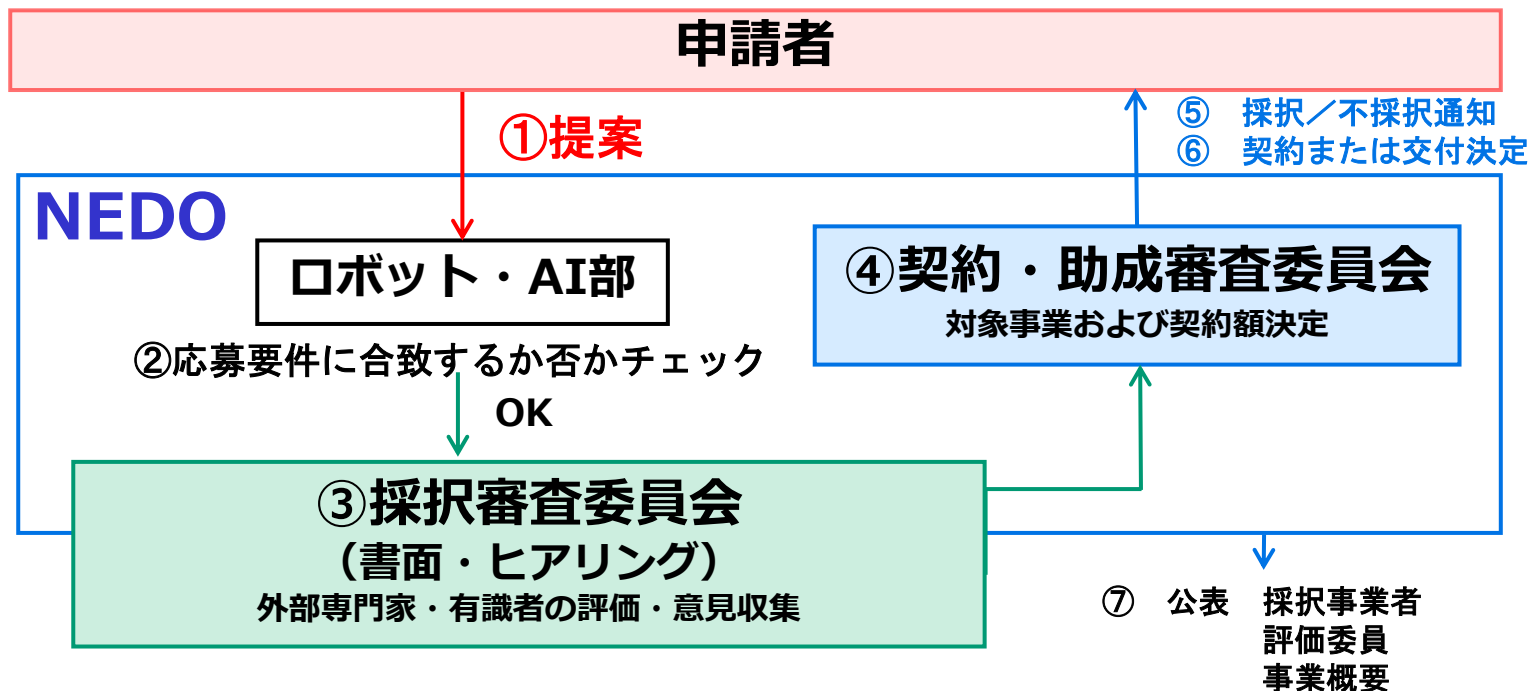 申請者
①提案
⑤　採択／不採択通知
⑥　契約または交付決定
NEDO
ロボット・AI部
④契約・助成審査委員会
対象事業および契約額決定
②応募要件に合致するか否かチェック
OK
③採択審査委員会
（書面・ヒアリング）
外部専門家・有識者の評価・意見収集
⑦　公表　採択事業者
評価委員
事業概要